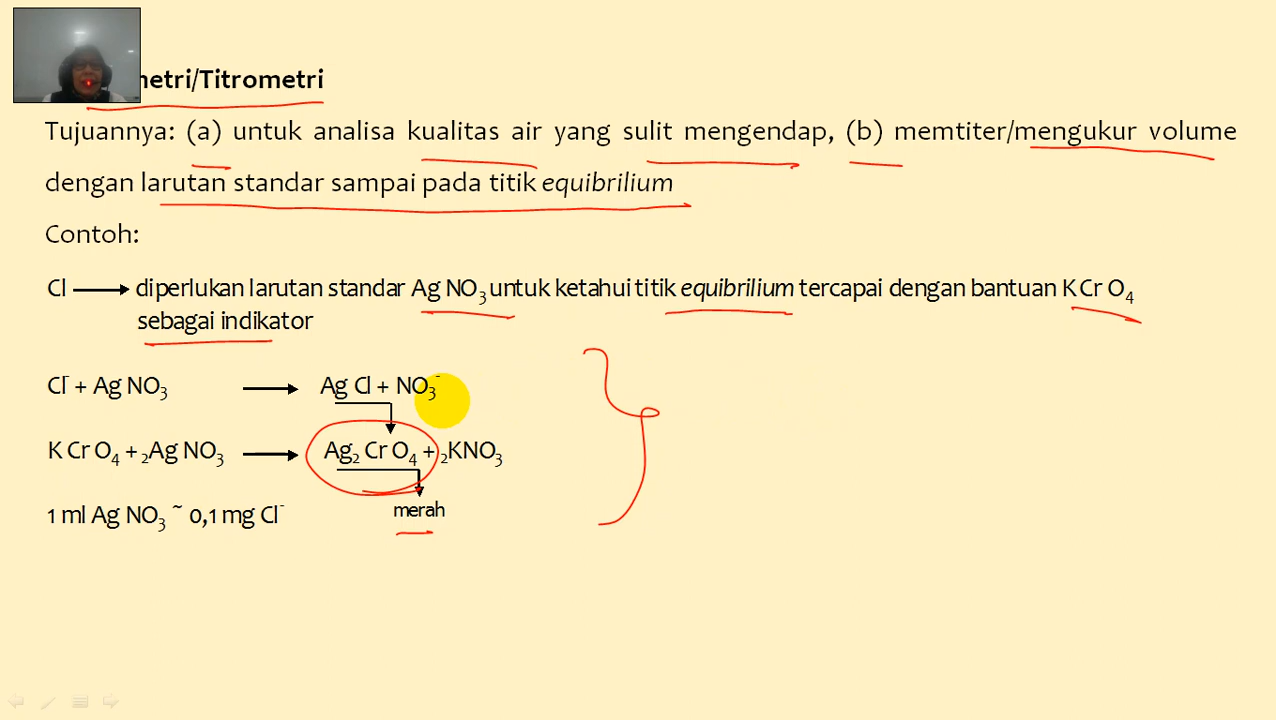 metri/Titrometri
Tujuannya: (a) untuk analisa kualitas air yang sulit mengendap, (b) memtiter/mengukur volume
dengan larutan standar sampai pada titik equibrilium
Contoh:
Cl → diperlukan larutan standar Ag NO₃ untuk ketahui titik equibrilium tercapai dengan bantuan K Cr O₄
sebagai indikator
Cl⁻ + Ag NO₃ → Ag Cl + NO₃⁻
K Cr O₄ + ₂Ag NO₃ → Ag₂ Cr O₄ + ₂KNO₃
merah
1 ml Ag NO₃ ~ 0,1 mg Cl⁻